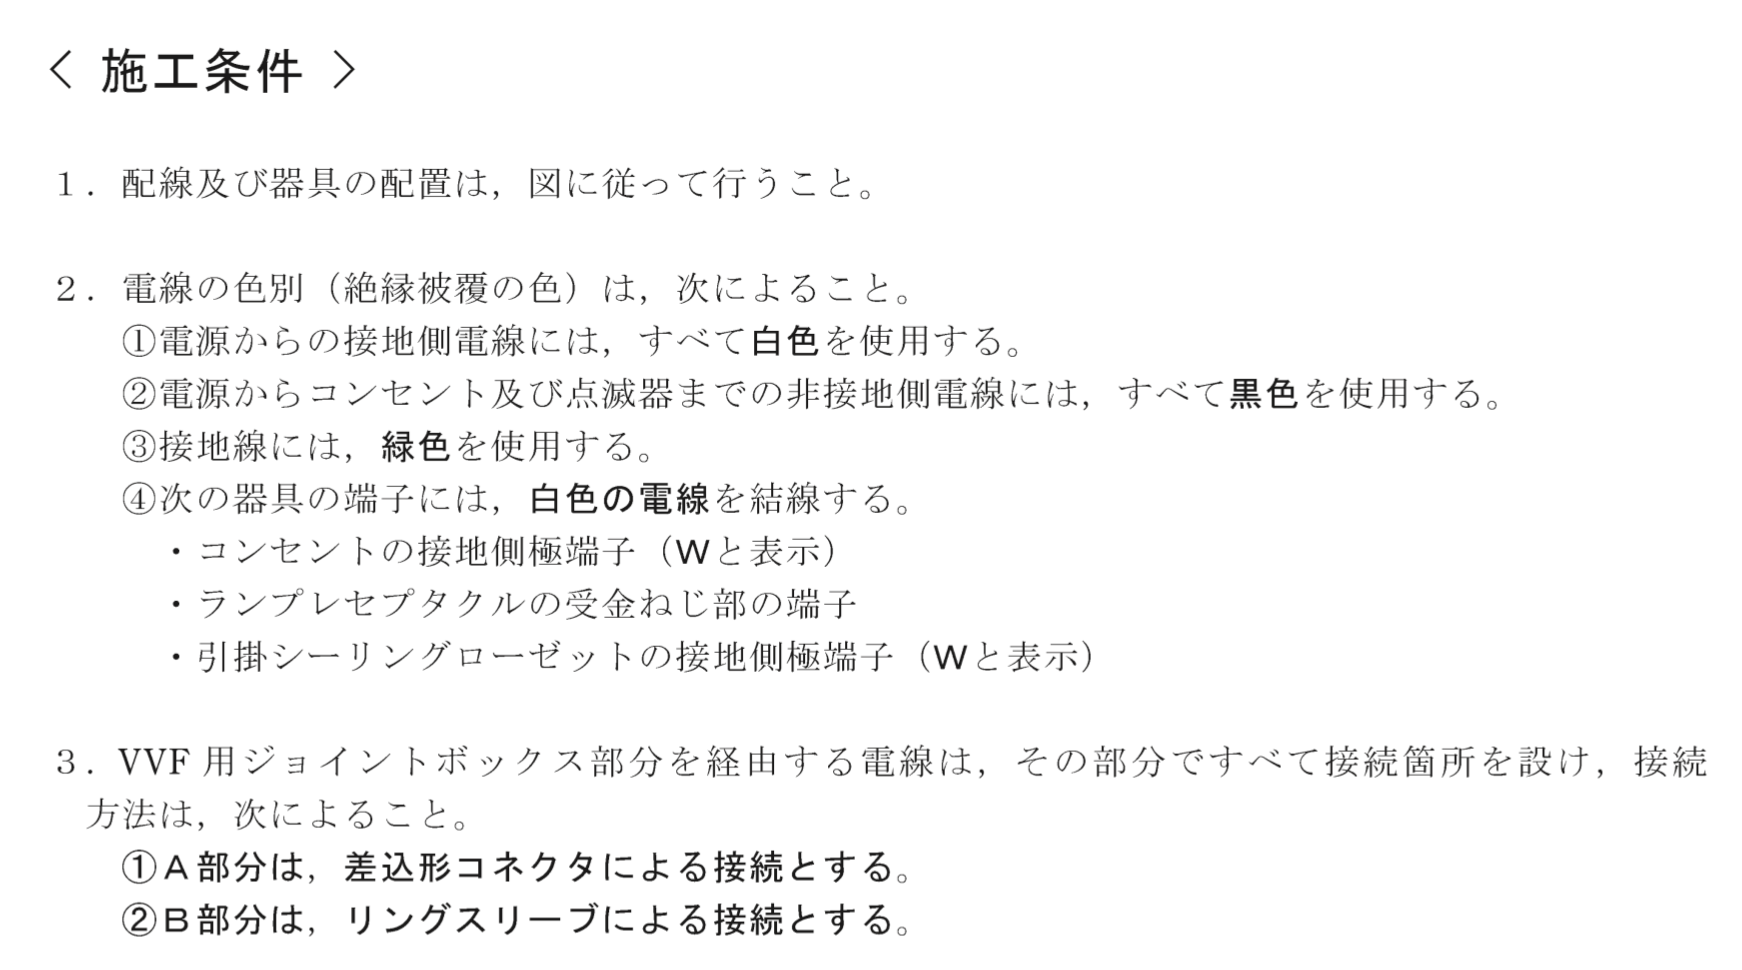 〈 施工条件 〉
１．配線及び器具の配置は，図に従って行うこと。
２．電線の色別（絶縁被覆の色）は，次によること。
①電源からの接地側電線には，すべて白色を使用する。
②電源からコンセント及び点滅器までの非接地側電線には，すべて黒色を使用する。
③接地線には，緑色を使用する。
④次の器具の端子には，白色の電線を結線する。
・コンセントの接地側極端子（Ｗと表示）
・ランプレセプタクルの受金ねじ部の端子
・引掛シーリングローゼットの接地側極端子（Ｗと表示）
３．VVF 用ジョイントボックス部分を経由する電線は，その部分ですべて接続箇所を設け，接続
方法は，次によること。
①Ａ部分は，差込形コネクタによる接続とする。
②Ｂ部分は，リングスリーブによる接続とする。